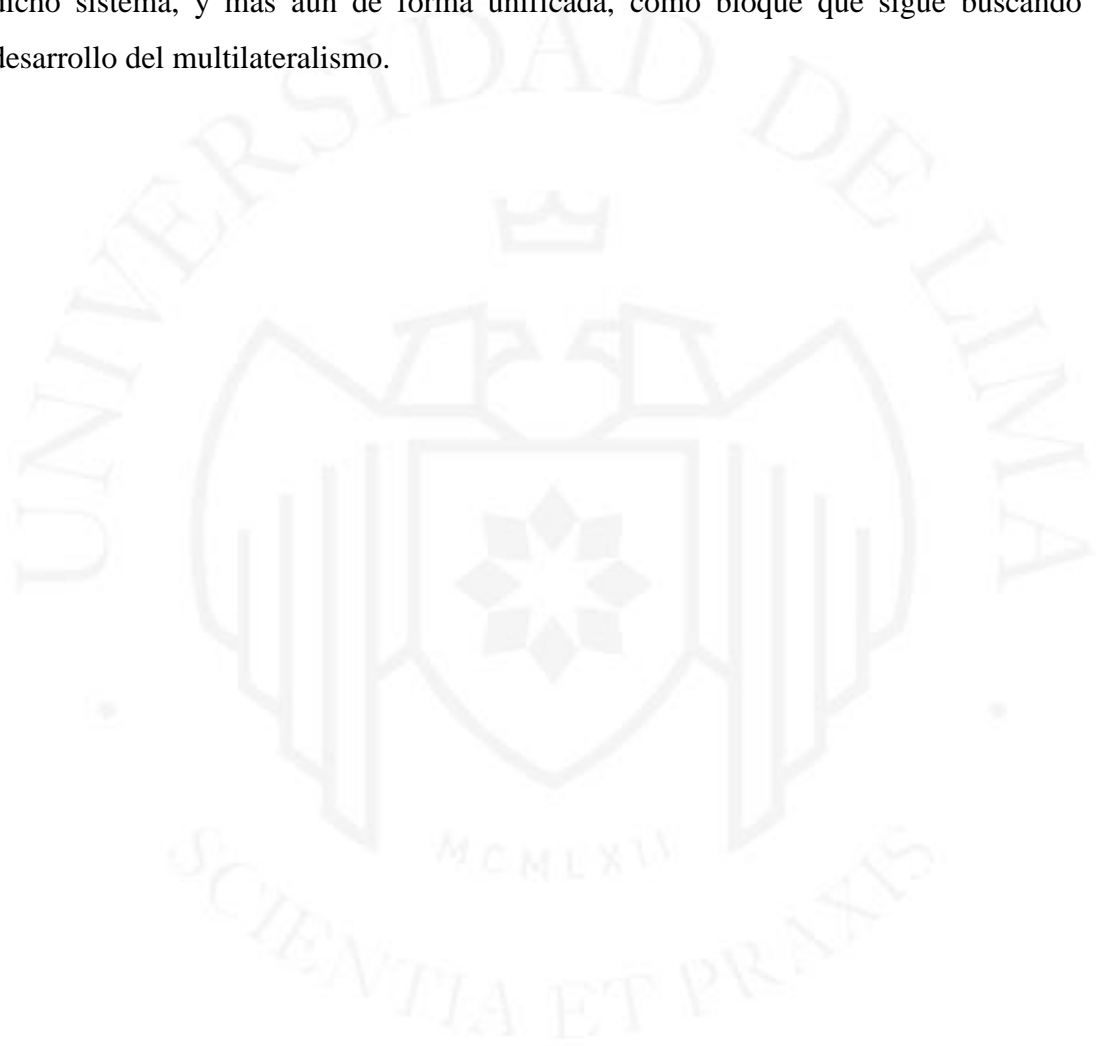 dicho sistema, y más aún de forma unificada, como bloque que sigue buscando
desarrollo del multilateralismo.
UNIVERSIDAD DE LIMA
MCMLXII
SCIENTIA ET PRAXIS